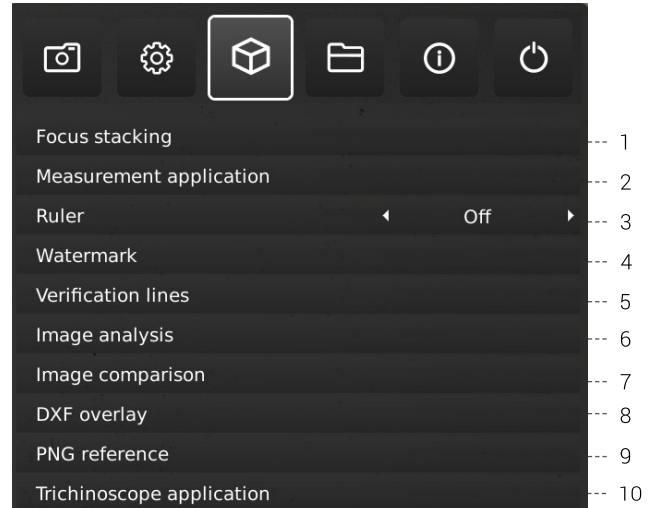 Focus stacking 1
Measurement application 2
Ruler Off 3
Watermark 4
Verification lines 5
Image analysis 6
Image comparison 7
DXF overlay 8
PNG reference 9
Trichinoscope application 10